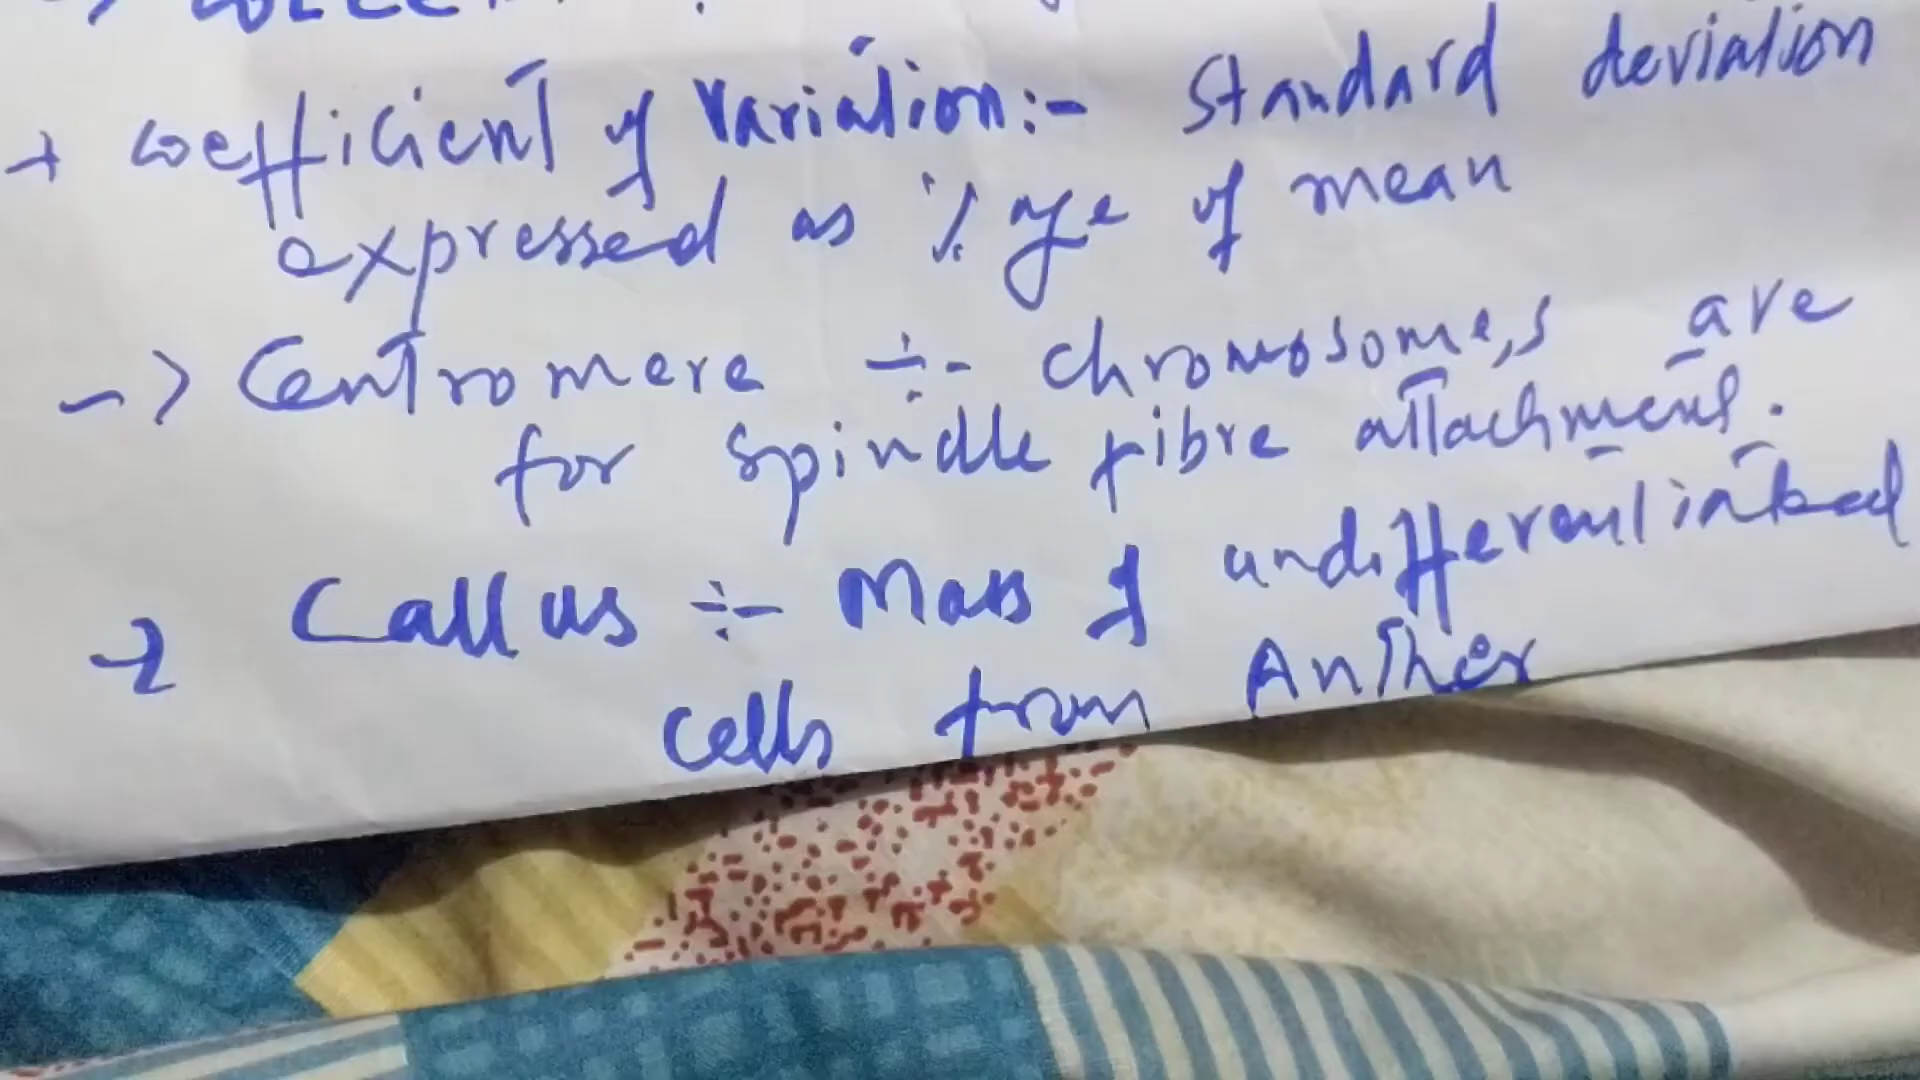 → Coefficient of Variation:- Standard deviation
expressed as %age of mean
→ Centromere ÷- Chromosome,s are
for spindle fibre attachment.
→ Callus ÷- Mass of undifferentiated
cells from Anther